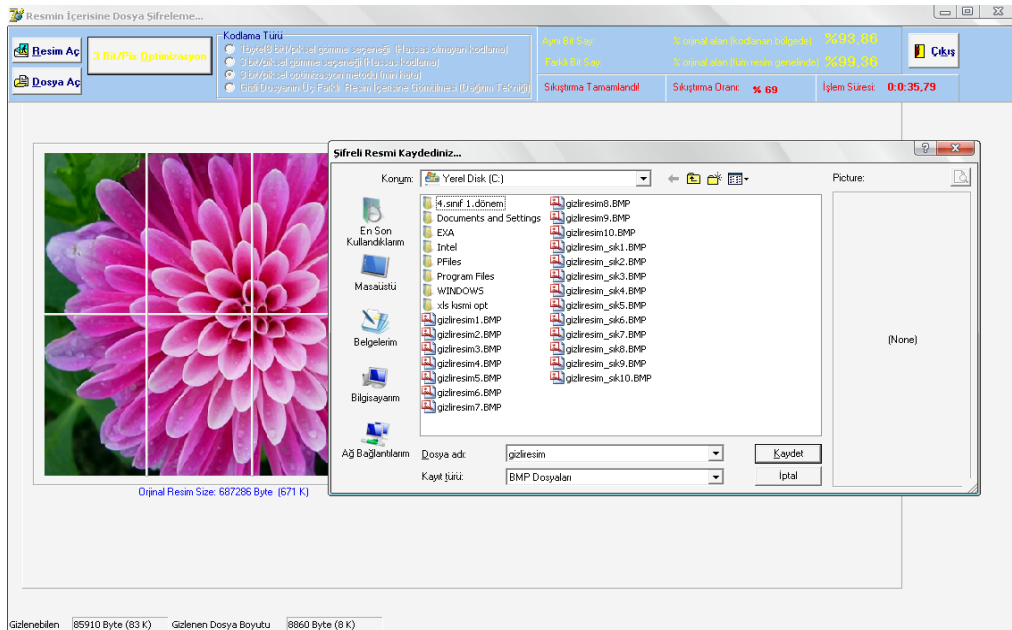 Resmin İçerisine Dosya Şifreleme...
Resim Aç
Dosya Aç
3 Bit/Pix Optimizasyon
Kodlama Türü
1byte(8 bit)/piksel gömme seçeneği (Hassas olmayan kodlama)
3 bit/piksel gömme seçeneği (Hassas kodlama)
3 bit/piksel optimizasyon metodu (min hata)
Gizli Dosyanın Üç Farklı Resim İçerisine Gömülmesi (Dağınım Tekniği)
Aynı Bit Say:
% orjinal alan (kodlanan bölgede)
%93,86
Farklı Bit Say:
% orjinal alan (tüm resim genelinde)
%99,36
Sıkıştırma Tamamlandı!
Sıkıştırma Oranı:
% 69
İşlem Süresi:
0:0:35,79
Çıkış
Şifreli Resmi Kaydediniz...
Konum:
Yerel Disk (C:)
Picture:
En Son
Kullandıklarım
Masaüstü
Belgelerim
Bilgisayarım
Ağ Bağlantılarım
4.sınıf 1.dönem
Documents and Settings
EXA
Intel
PFiles
Program Files
WINDOWS
xls kısmi opt
gizliresim1.BMP
gizliresim2.BMP
gizliresim3.BMP
gizliresim4.BMP
gizliresim5.BMP
gizliresim6.BMP
gizliresim7.BMP
gizliresim8.BMP
gizliresim9.BMP
gizliresim10.BMP
gizliresim_sık1.BMP
gizliresim_sık2.BMP
gizliresim_sık3.BMP
gizliresim_sık4.BMP
gizliresim_sık5.BMP
gizliresim_sık6.BMP
gizliresim_sık7.BMP
gizliresim_sık8.BMP
gizliresim_sık9.BMP
gizliresim_sık10.BMP
(None)
Dosya adı:
gizliresim
Kaydet
Kayıt türü:
BMP Dosyaları
İptal
Orjinal Resim Size: 687286 Byte (671 K)
Gizlenebilen
85910 Byte (83 K)
Gizlenen Dosya Boyutu
8860 Byte (8 K)